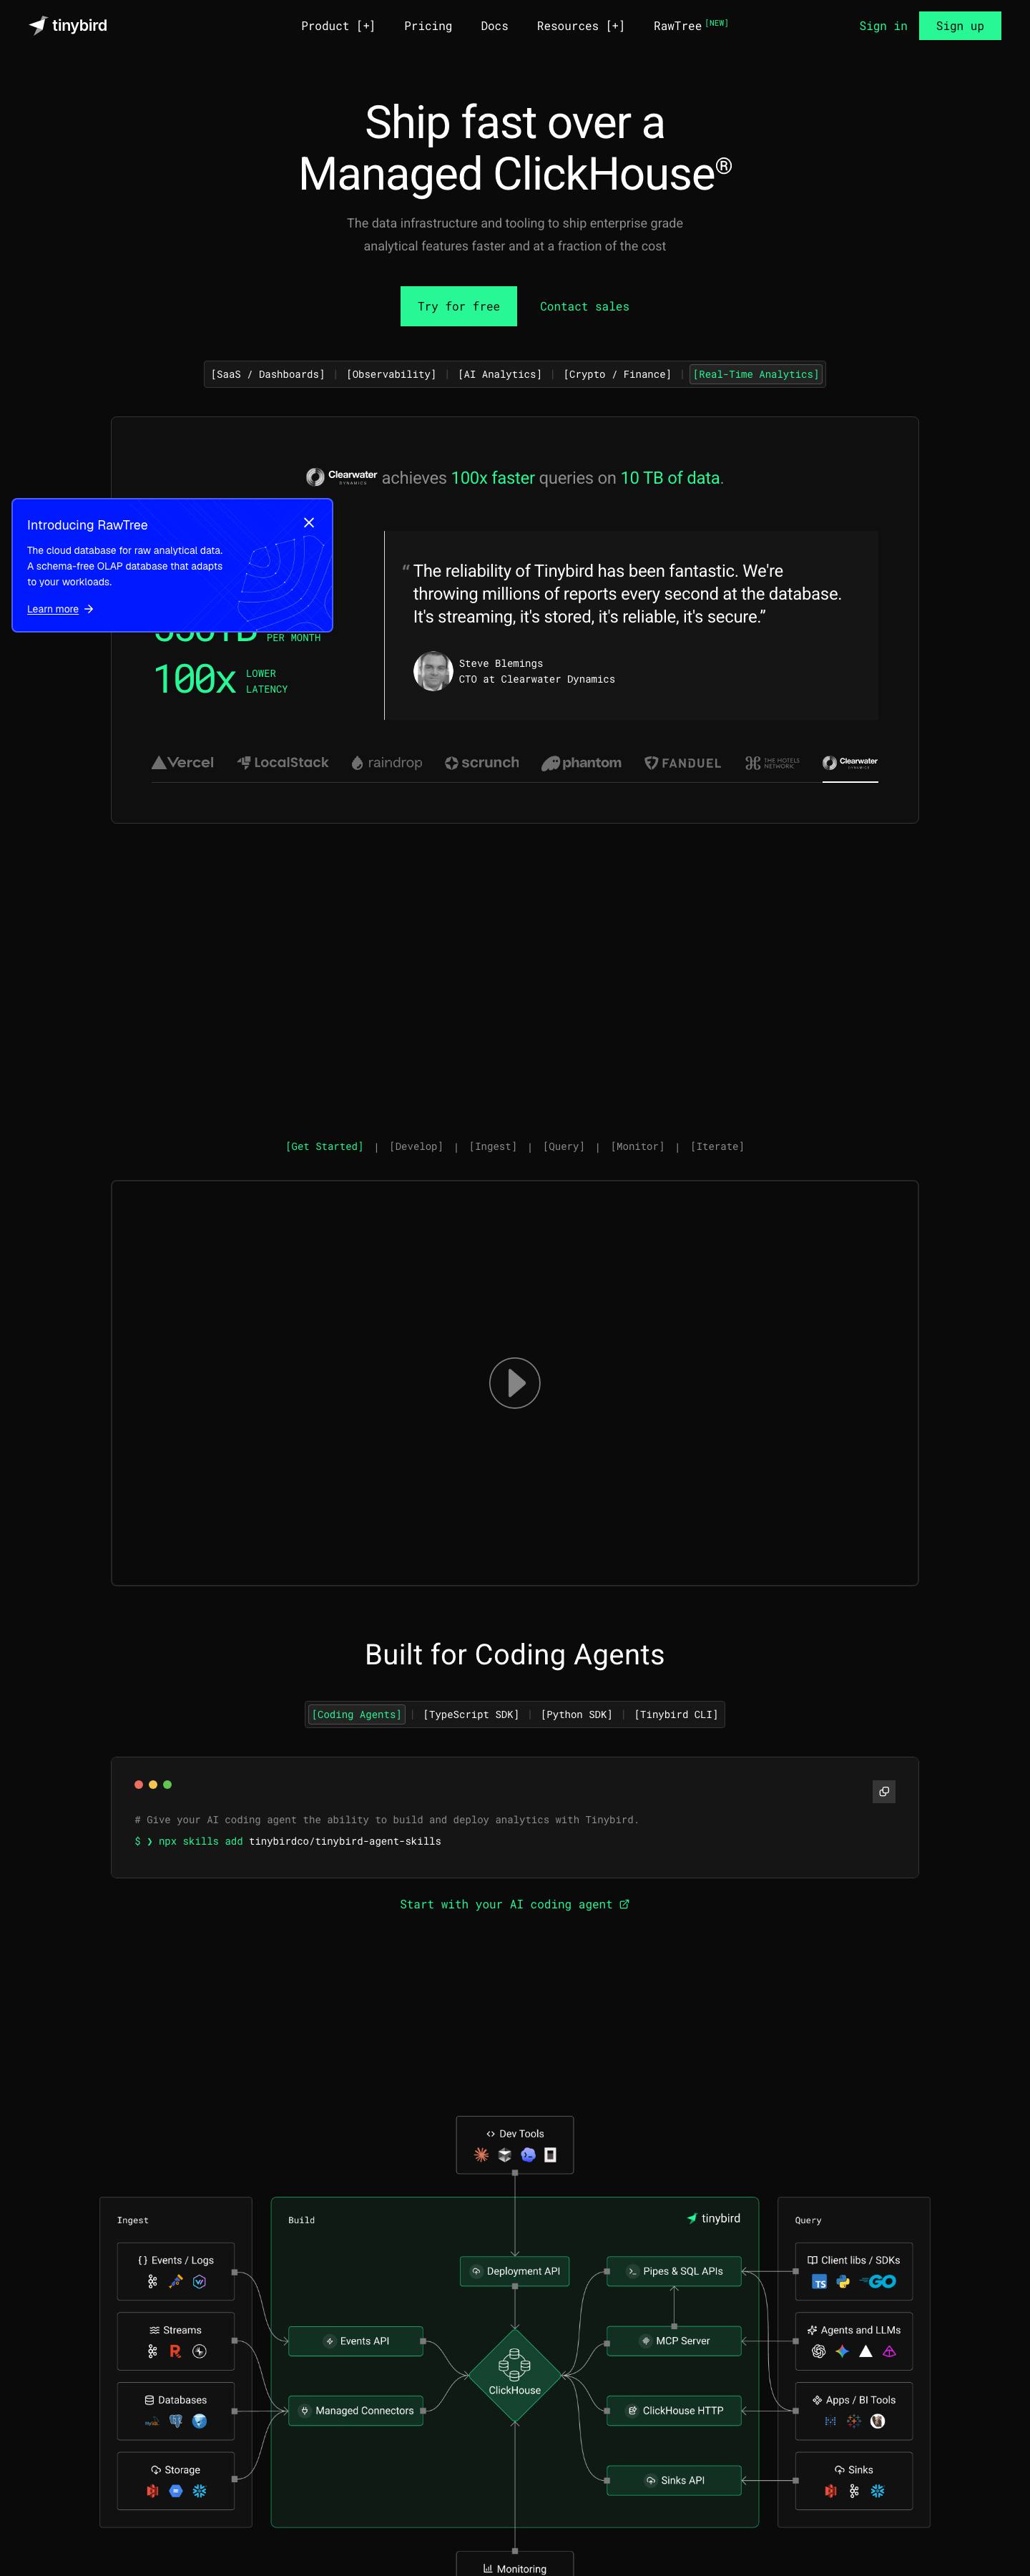 tinybird
Product [+]
Pricing
Docs
Resources [+]
RawTree [NEW]
Sign in
Sign up
Ship fast over a
Managed ClickHouse®
The data infrastructure and tooling to ship enterprise grade
analytical features faster and at a fraction of the cost
Try for free
Contact sales
[SaaS / Dashboards] | [Observability] | [AI Analytics] | [Crypto / Finance] | [Real-Time Analytics]
Clearwater DYNAMICS achieves 100x faster queries on 10 TB of data.
Introducing RawTree
The cloud database for raw analytical data.
A schema-free OLAP database that adapts
to your workloads.
Learn more
PER MONTH
100x LOWER
LATENCY
“ The reliability of Tinybird has been fantastic. We're
throwing millions of reports every second at the database.
It's streaming, it's stored, it's reliable, it's secure.”
Steve Blemings
CTO at Clearwater Dynamics
Vercel
LocalStack
raindrop
scrunch
phantom
FANDUEL
THE HOTELS
NETWORK
Clearwater
DYNAMICS
[Get Started] | [Develop] | [Ingest] | [Query] | [Monitor] | [Iterate]
Built for Coding Agents
[Coding Agents] | [TypeScript SDK] | [Python SDK] | [Tinybird CLI]
# Give your AI coding agent the ability to build and deploy analytics with Tinybird.
$ ❯ npx skills add tinybirdco/tinybird-agent-skills
Start with your AI coding agent
Dev Tools
Ingest
{ } Events / Logs
Streams
Databases
MySQL
Storage
Build
tinybird
Deployment API
Events API
Managed Connectors
ClickHouse
Pipes & SQL APIs
MCP Server
ClickHouse HTTP
Sinks API
Query
Client libs / SDKs
TS
GO
Agents and LLMs
Apps / BI Tools
Sinks
Monitoring